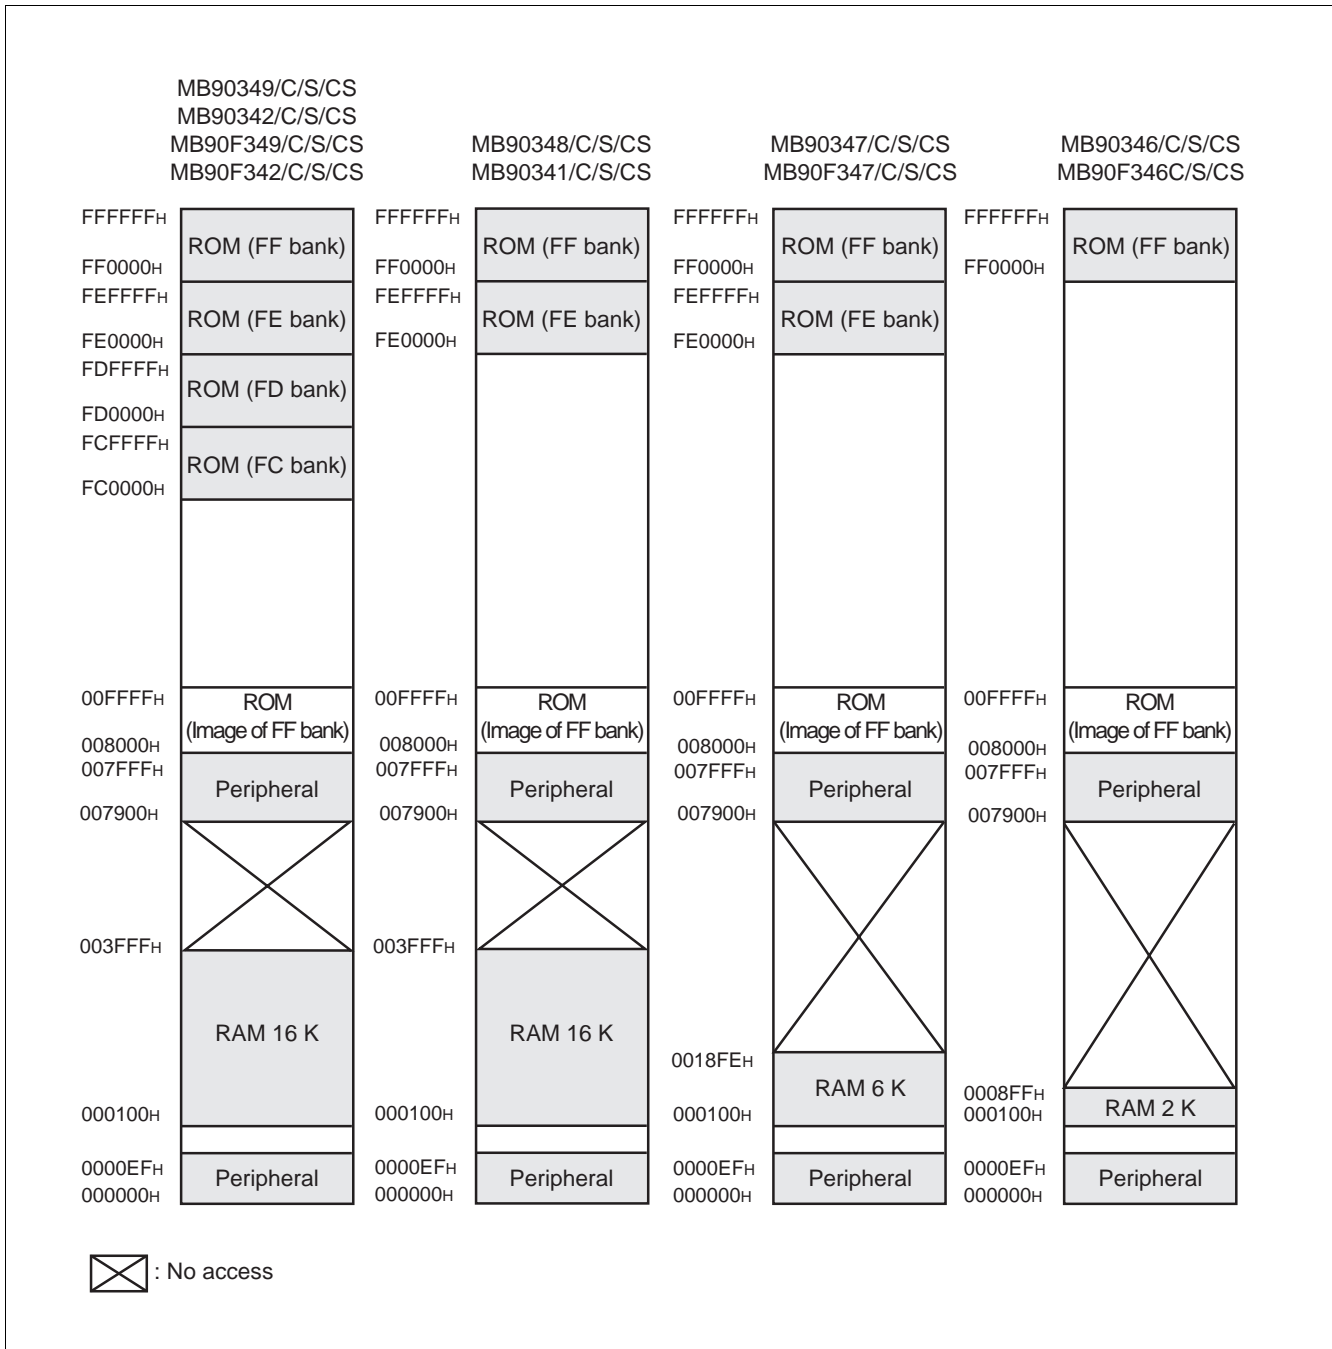 MB90349/C/S/CS
MB90342/C/S/CS
MB90F349/C/S/CS
MB90F342/C/S/CS
FFFFFFH
ROM (FF bank)
FF0000H
FEFFFFH
ROM (FE bank)
FE0000H
FDFFFFH
ROM (FD bank)
FD0000H
FCFFFFH
ROM (FC bank)
FC0000H
00FFFFH
ROM
(Image of FF bank)
008000H
007FFFH
Peripheral
007900H
003FFFH
RAM 16 K
000100H
0000EFH
Peripheral
000000H
MB90348/C/S/CS
MB90341/C/S/CS
FFFFFFH
ROM (FF bank)
FF0000H
FEFFFFH
ROM (FE bank)
FE0000H
00FFFFH
ROM
(Image of FF bank)
008000H
007FFFH
Peripheral
007900H
003FFFH
RAM 16 K
000100H
0000EFH
Peripheral
000000H
MB90347/C/S/CS
MB90F347/C/S/CS
FFFFFFH
ROM (FF bank)
FF0000H
FEFFFFH
ROM (FE bank)
FE0000H
00FFFFH
ROM
(Image of FF bank)
008000H
007FFFH
Peripheral
007900H
0018FEH
RAM 6 K
000100H
0000EFH
Peripheral
000000H
MB90346/C/S/CS
MB90F346C/S/CS
FFFFFFH
ROM (FF bank)
FF0000H
00FFFFH
ROM
(Image of FF bank)
008000H
007FFFH
Peripheral
007900H
0008FFH
RAM 2 K
000100H
0000EFH
Peripheral
000000H
: No access